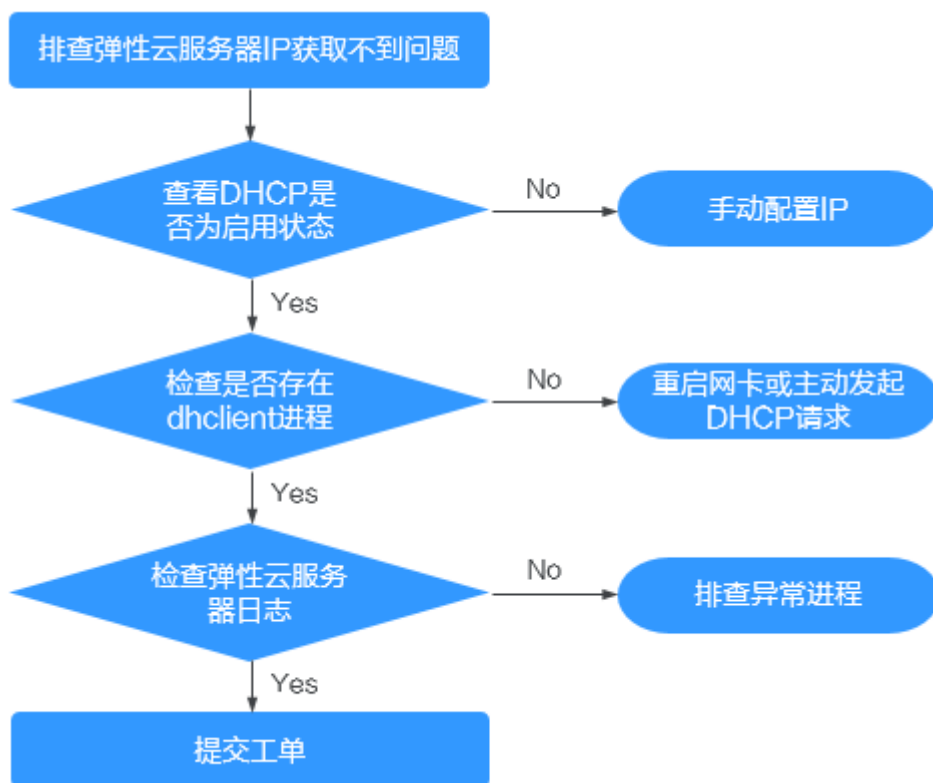 排查弹性云服务器IP获取不到问题
查看DHCP是
否为启用状态
No
手动配置IP
Yes
检查是否存在
dhclient进程
No
重启网卡或主动发起
DHCP请求
Yes
检查弹性云服务
器日志
No
排查异常进程
Yes
提交工单